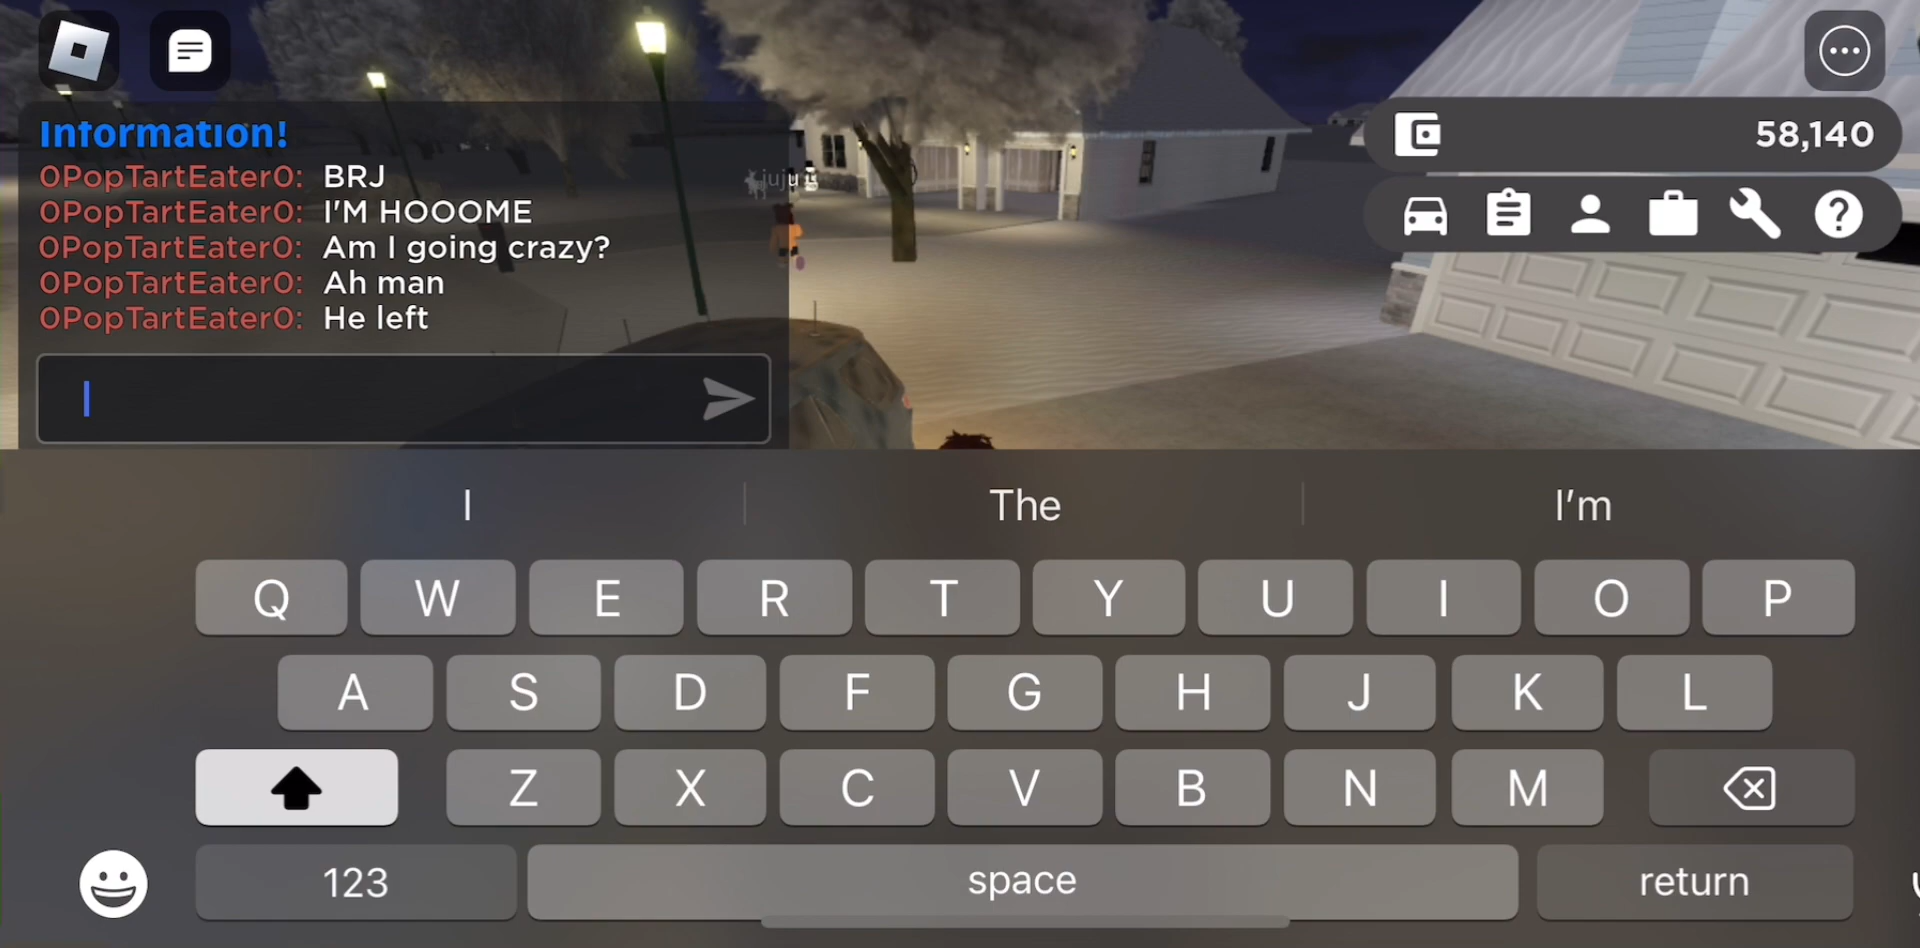 Information!
0PopTartEater0: BRJ
0PopTartEater0: I'M HOOOME
0PopTartEater0: Am I going crazy?
0PopTartEater0: Ah man
0PopTartEater0: He left
58,140
I The I'm
Q W E R T Y U I O P
A S D F G H J K L
Z X C V B N M
123 space return